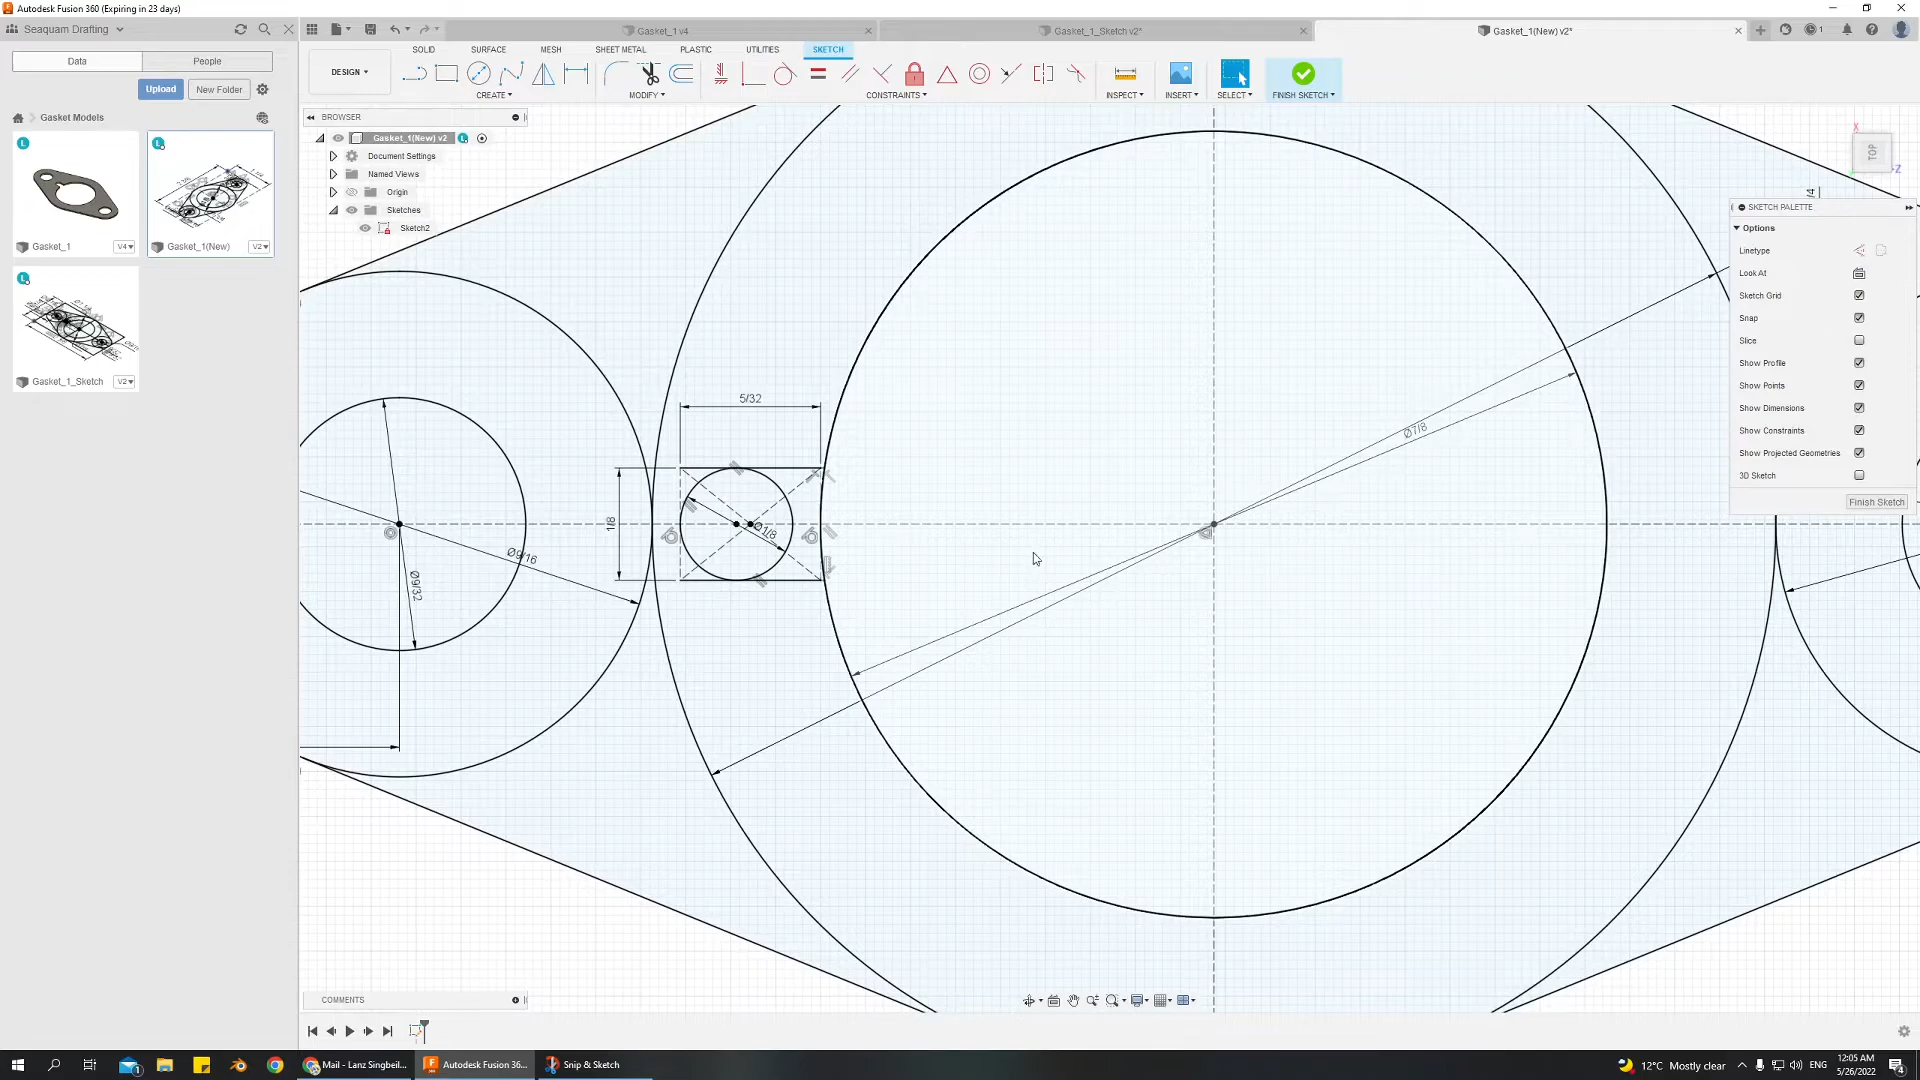 Autodesk Fusion 360 (Expiring in 23 days)
Seaquam Drafting
Gasket_1 v4
Gasket_1_Sketch v2*
Gasket_1(New) v2*
1
Data
People
Upload
New Folder
Gasket Models
Gasket_1
V4
Gasket_1(New)
V2
Gasket_1_Sketch
V2
DESIGN
SOLID
SURFACE
MESH
SHEET METAL
PLASTIC
UTILITIES
SKETCH
CREATE
MODIFY
CONSTRAINTS
INSPECT
INSERT
SELECT
FINISH SKETCH
BROWSER
Gasket_1(New) v2
Document Settings
Named Views
Origin
Sketches
Sketch2
X
TOP
Z
SKETCH PALETTE
Options
Linetype
Look At
Sketch Grid
Snap
Slice
Show Profile
Show Points
Show Dimensions
Show Constraints
Show Projected Geometries
3D Sketch
Finish Sketch
5/32
1/8
Ø1/8
Ø9/16
Ø9/32
Ø7/8
COMMENTS
Mail - Lanz Singbeil...
Autodesk Fusion 36...
Snip & Sketch
12°C Mostly clear
ENG
12:05 AM
5/26/2022